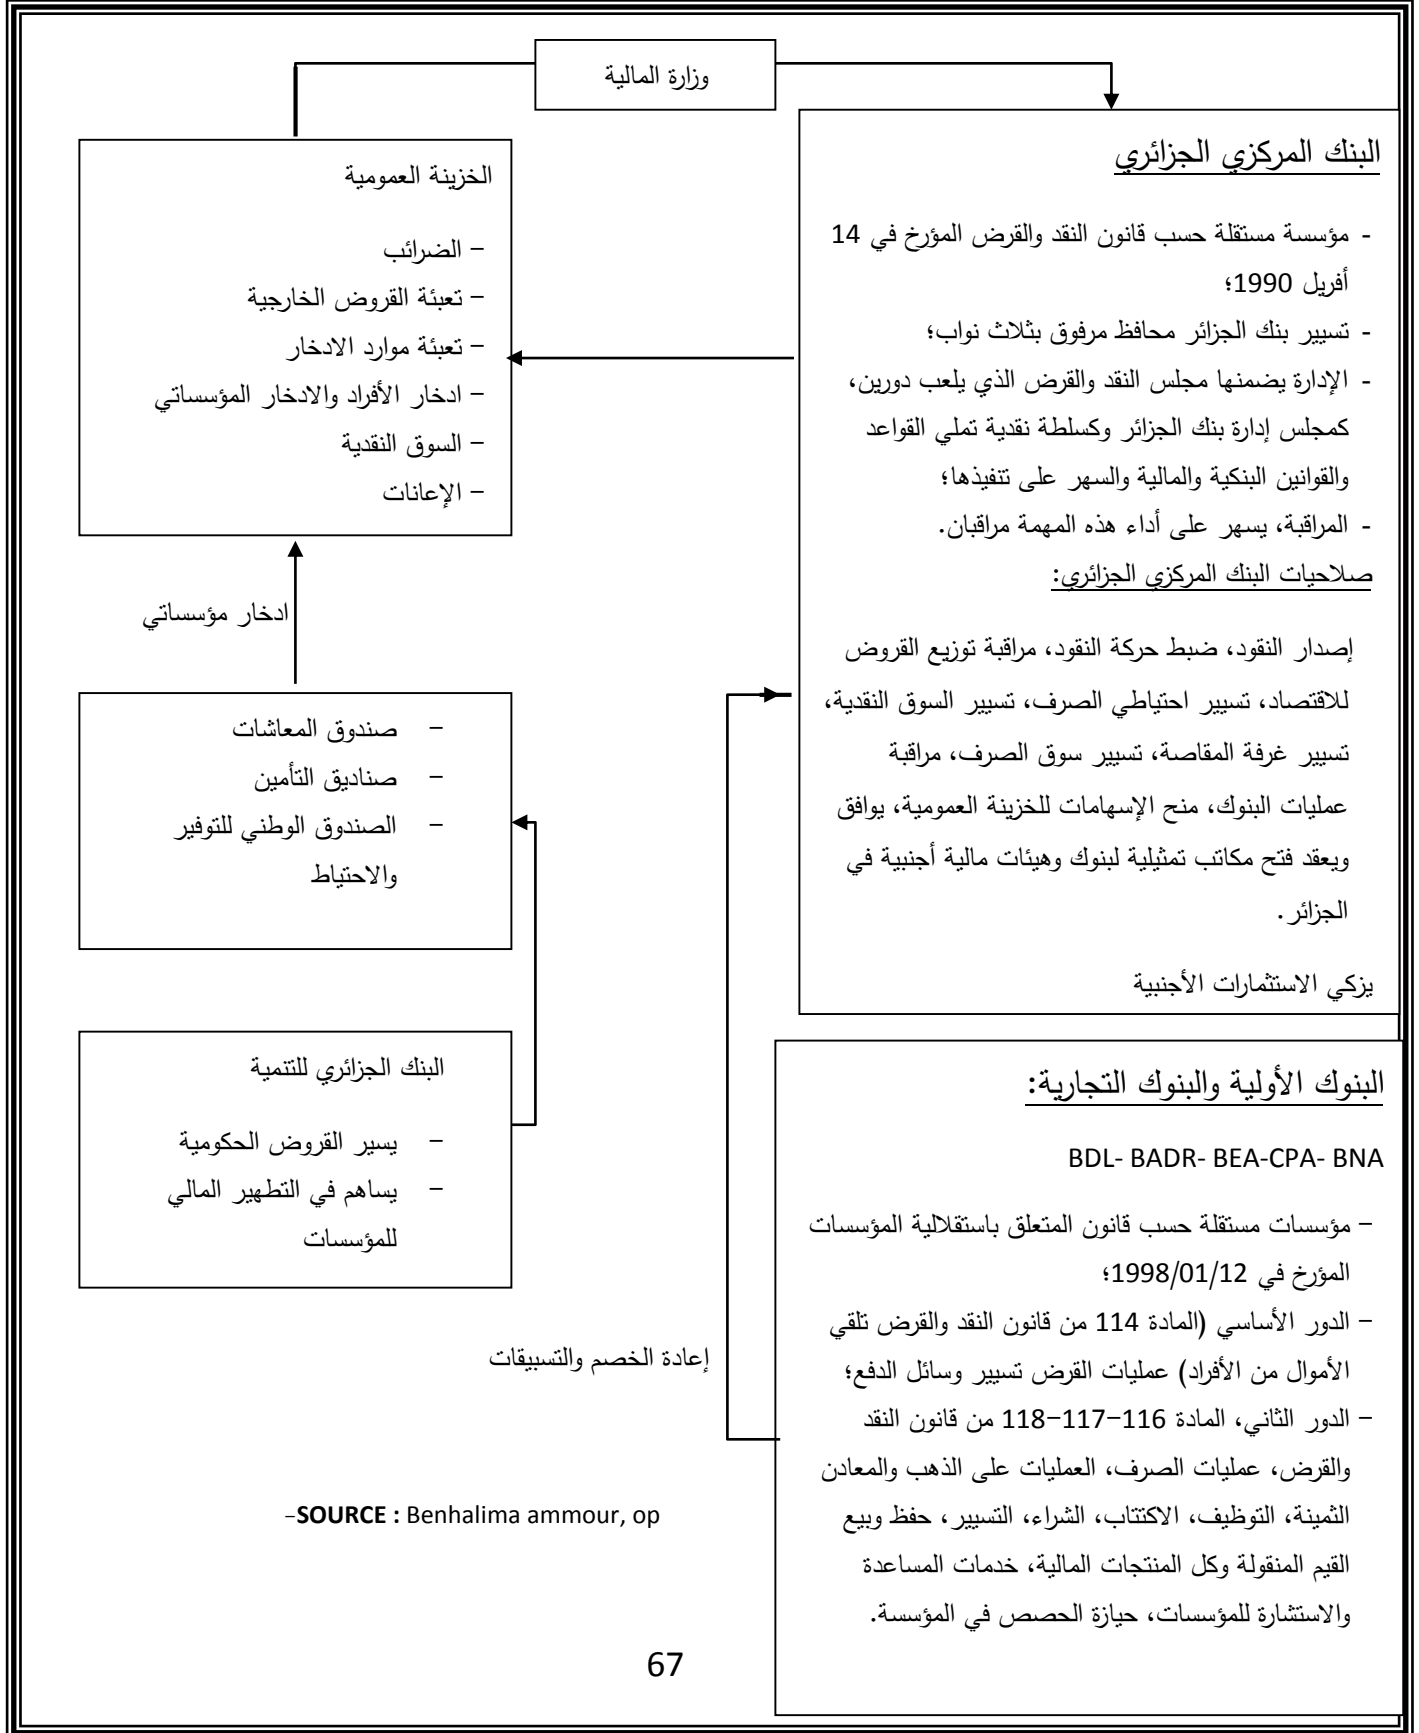 وزارة المالية
البنك المركزي الجزائري
- مؤسسة مستقلة حسب قانون النقد والقرض المؤرخ في 14
أفريل 1990؛
- تسيير بنك الجزائر محافظ مرفوق بثلاث نواب؛
- الإدارة يضمنها مجلس النقد والقرض الذي يلعب دورين،
كمجلس إدارة بنك الجزائر وكسلطة نقدية تملي القواعد
والقوانين البنكية والمالية والسهر على تنفيذها؛
- المراقبة، يسهر على أداء هذه المهمة مراقبان.
صلاحيات البنك المركزي الجزائري:
إصدار النقود، ضبط حركة النقود، مراقبة توزيع القروض
للاقتصاد، تسيير احتياطي الصرف، تسيير السوق النقدية،
تسيير غرفة المقاصة، تسيير سوق الصرف، مراقبة
عمليات البنوك، منح الإسهامات للخزينة العمومية، يوافق
ويعقد فتح مكاتب تمثيلية لبنوك وهيئات مالية أجنبية في
الجزائر.
يزكي الاستثمارات الأجنبية
الخزينة العمومية
– الضرائب
– تعبئة القروض الخارجية
– تعبئة موارد الادخار
– ادخار الأفراد والادخار المؤسساتي
– السوق النقدية
– الإعانات
ادخار مؤسساتي
– صندوق المعاشات
– صناديق التأمين
– الصندوق الوطني للتوفير
والاحتياط
البنك الجزائري للتنمية
– يسير القروض الحكومية
– يساهم في التطهير المالي
للمؤسسات
البنوك الأولية والبنوك التجارية:
BDL- BADR- BEA-CPA- BNA
– مؤسسات مستقلة حسب قانون المتعلق باستقلالية المؤسسات
المؤرخ في 1998/01/12؛
– الدور الأساسي (المادة 114 من قانون النقد والقرض تلقي
الأموال من الأفراد) عمليات القرض تسيير وسائل الدفع؛
– الدور الثاني، المادة 116–117–118 من قانون النقد
والقرض، عمليات الصرف، العمليات على الذهب والمعادن
الثمينة، التوظيف، الاكتتاب، الشراء، التسيير، حفظ وبيع
القيم المنقولة وكل المنتجات المالية، خدمات المساعدة
والاستشارة للمؤسسات، حيازة الحصص في المؤسسة.
إعادة الخصم والتسبيقات
–SOURCE : Benhalima ammour, op
67